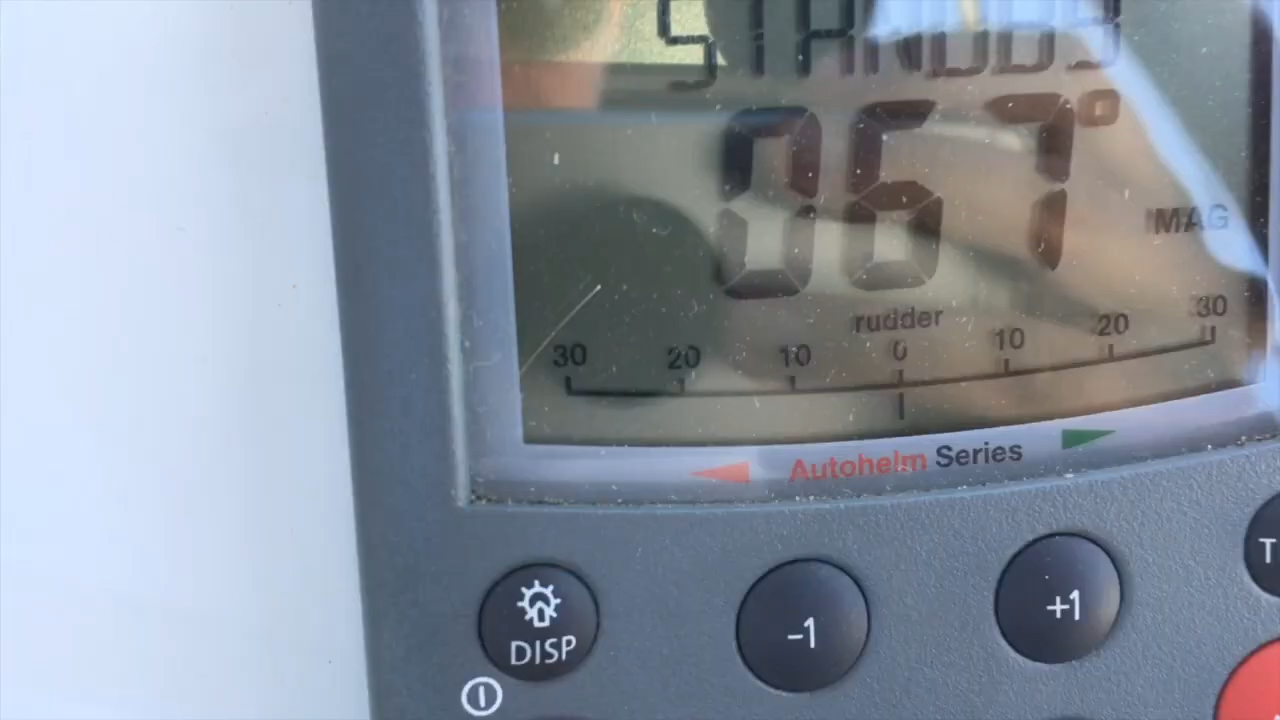 STANDBY
067°
MAG
rudder
30 20 10 0 10 20 30
Autohelm Series
DISP
-1
+1
T